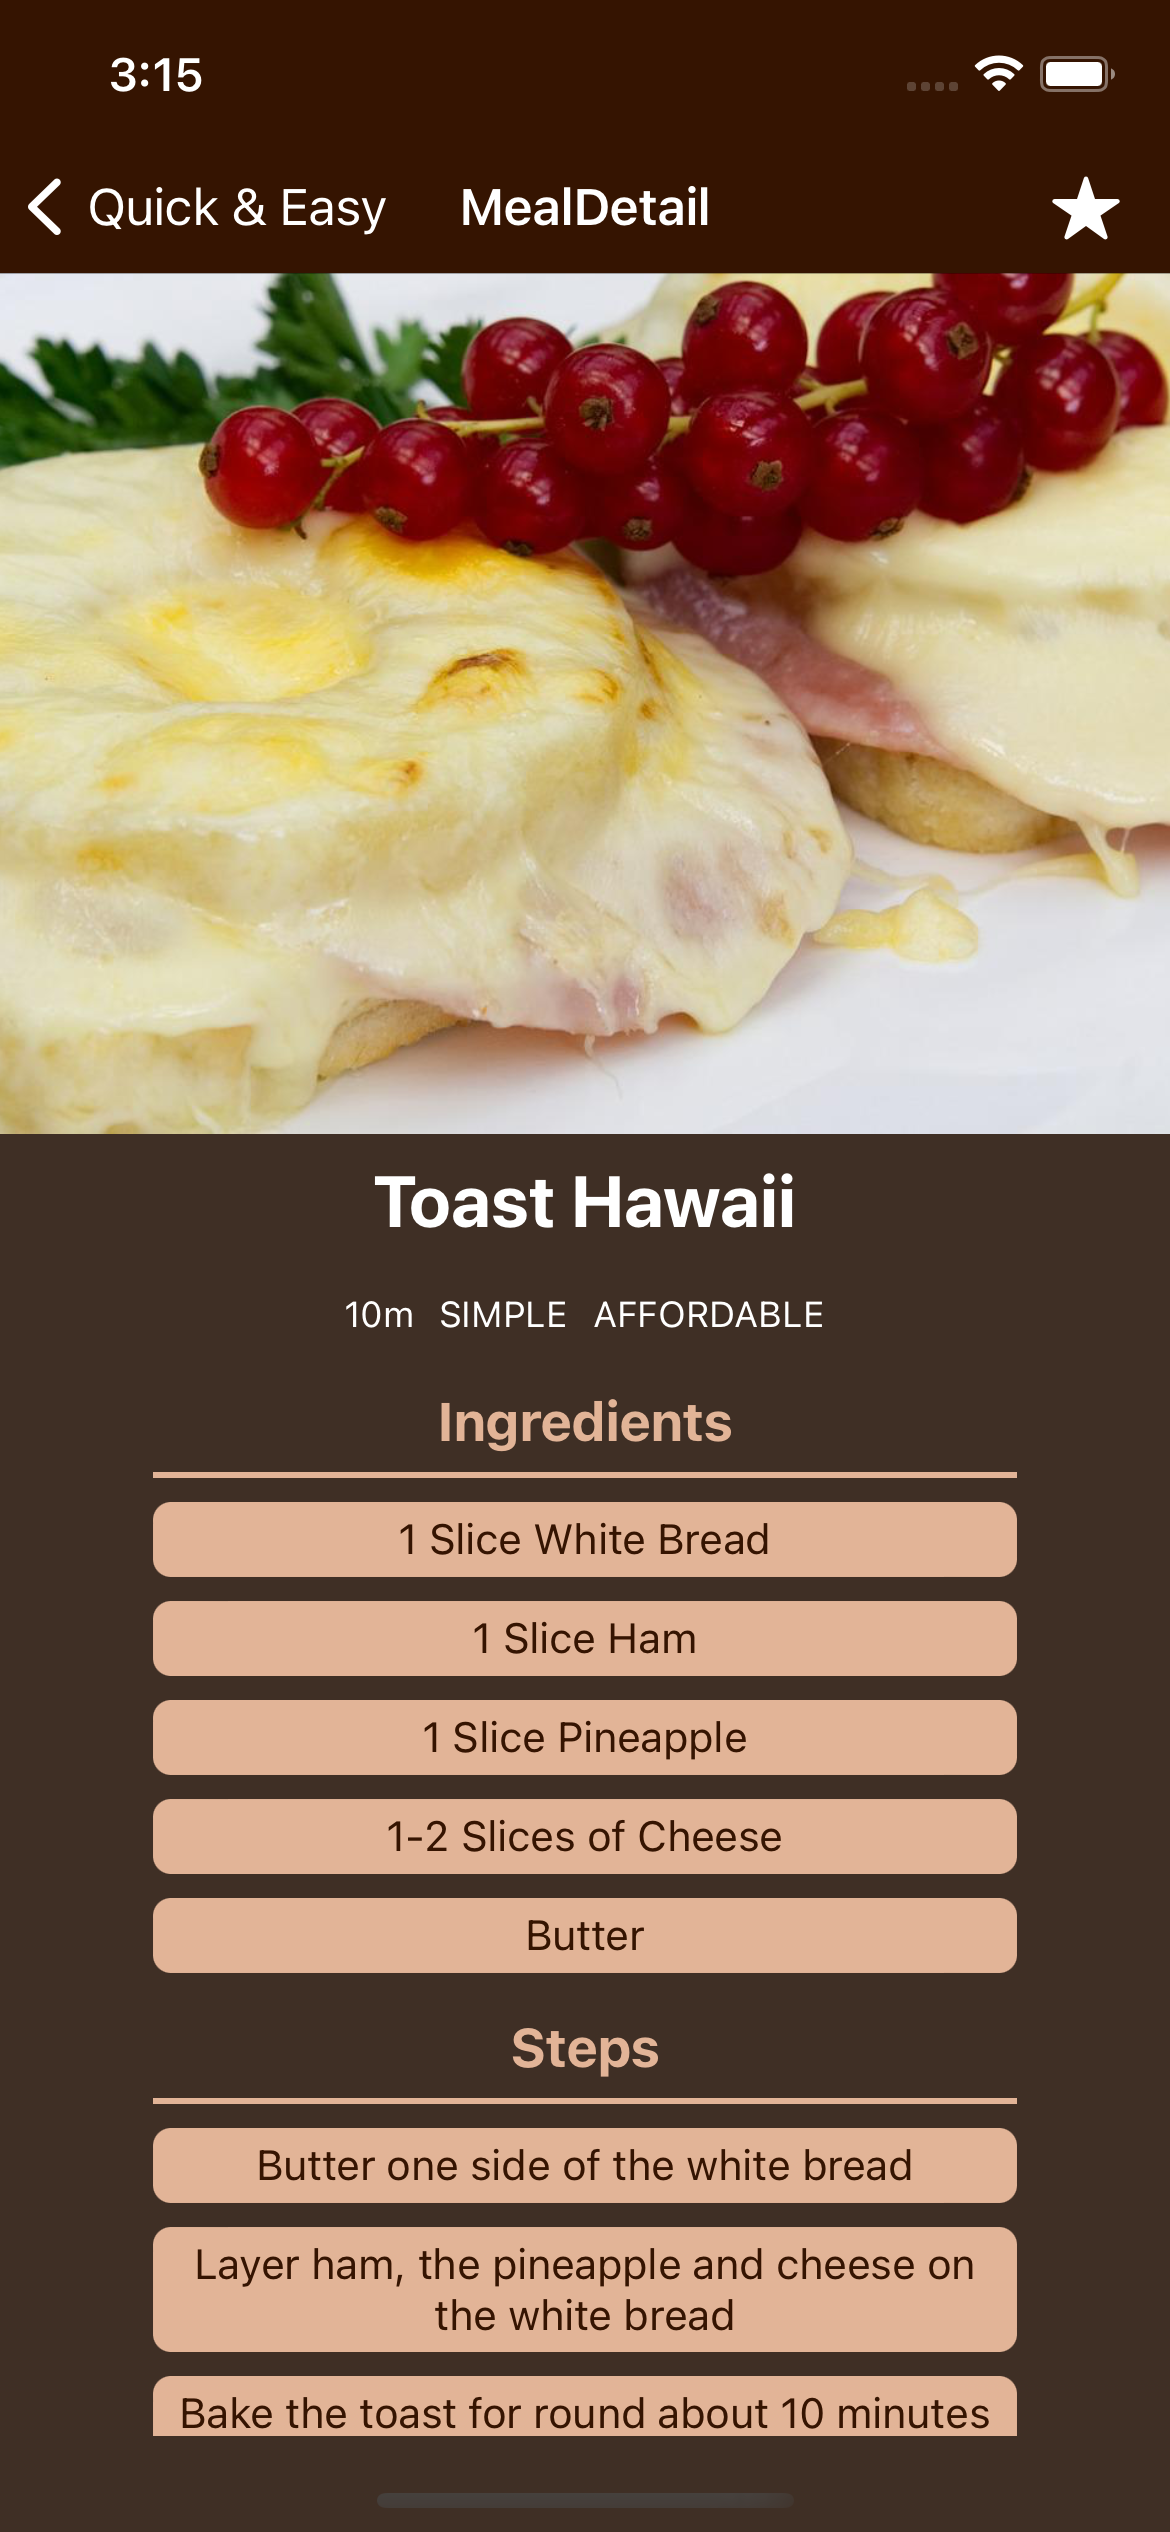 3:15
Quick & Easy
MealDetail
Toast Hawaii
10m SIMPLE AFFORDABLE
Ingredients
1 Slice White Bread
1 Slice Ham
1 Slice Pineapple
1-2 Slices of Cheese
Butter
Steps
Butter one side of the white bread
Layer ham, the pineapple and cheese on
the white bread
Bake the toast for round about 10 minutes